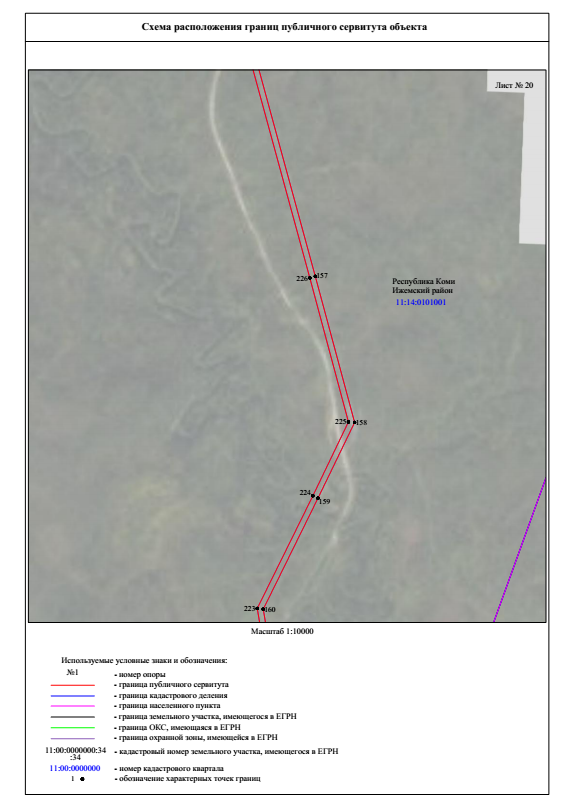 Схема расположения границ публичного сервитута объекта
Лист № 20
226 157
Республика Коми
Ижемский район
11:14:0101001
225 158
224
159
223 160
Масштаб 1:10000
Используемые условные знаки и обозначения:
№1 - номер опоры
- граница публичного сервитута
- граница кадастрового деления
- граница населенного пункта
- граница земельного участка, имеющегося в ЕГРН
- граница ОКС, имеющаяся в ЕГРН
- граница охранной зоны, имеющейся в ЕГРН
11:00:0000000:34 - кадастровый номер земельного участка, имеющегося в ЕГРН
:34
11:00:0000000 - номер кадастрового квартала
1 - обозначение характерных точек границ